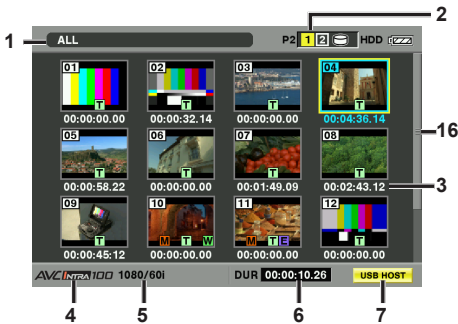 2
1 ALL P2 1 2 HDD
01 02 03 04
T T T T
00:00:00.00 00:00:32.14 00:00:00.00 00:04:36.14
16
05 06 07 08
T T T T
00:00:58.22 00:00:00.00 00:01:49.09 00:02:43.12 3
09 10 11 12
T M T W M T E T
00:00:45:12 00:00:00.00 00:00:00.00 00:00:00.00
AVC INTRA 100 1080/60i DUR 00:00:10.26 USB HOST
4 5 6 7